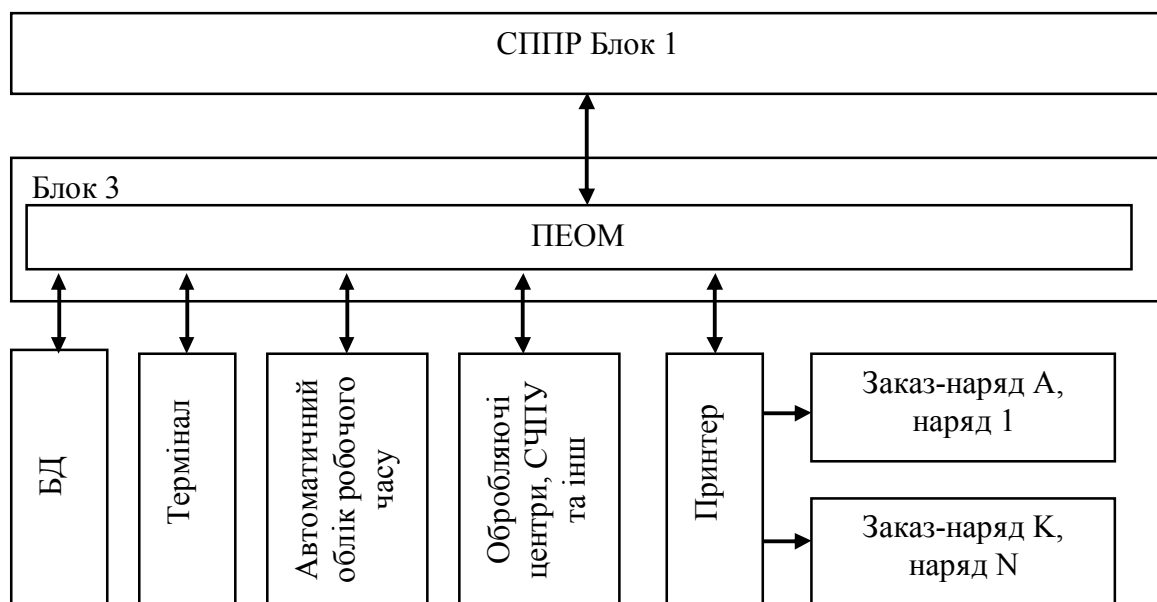 СППР Блок 1
Блок 3
ПЕОМ
БД
Термінал
Автоматичний
облік робочого
часу
Обробляючі
центри, СЧПУ
та інш
Принтер
Заказ-наряд А,
наряд 1
Заказ-наряд K,
наряд N